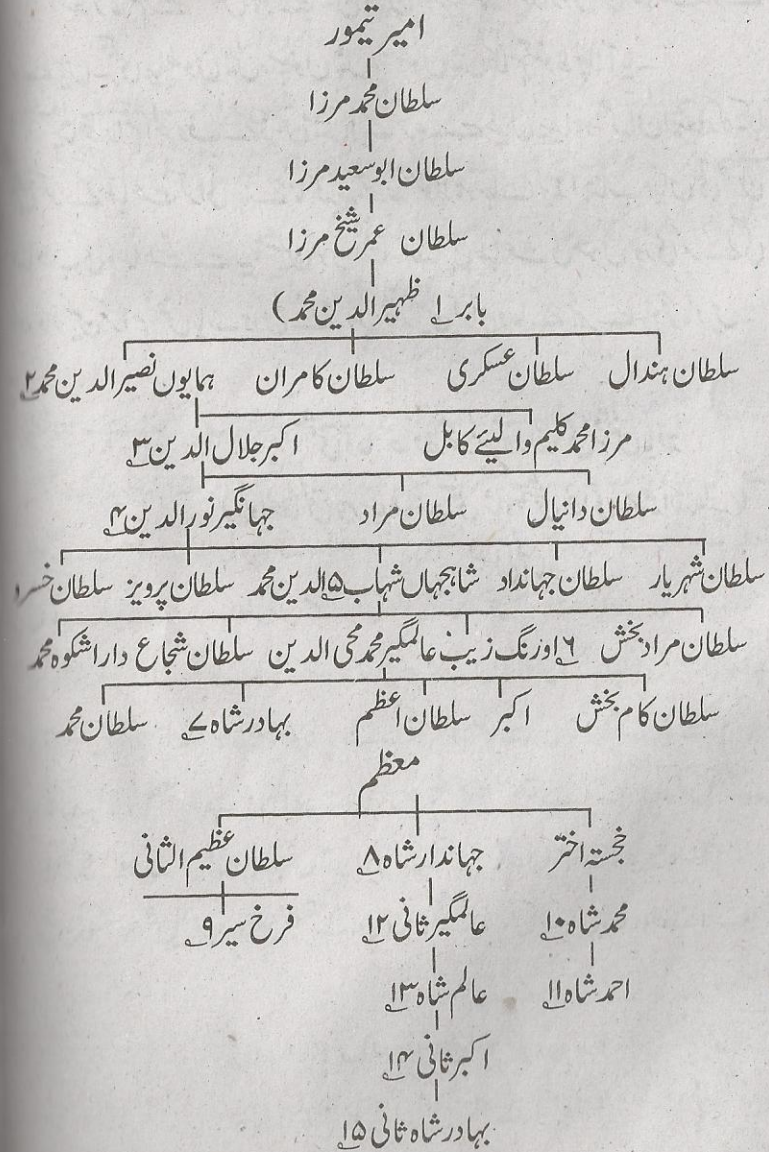 امیر تیمور
سلطان محمد مرزا
سلطان ابو سعید مرزا
سلطان عمر شیخ مرزا
بابر ۱ ظہیر الدین محمد)
سلطان ہندال سلطان عسکری سلطان کامران ہمایوں نصیر الدین محمد ۲
مرزا محمد کلیم والیئے کابل اکبر جلال الدین ۳
سلطان دانیال سلطان مراد جہانگیر نور الدین ۴
سلطان شہریار سلطان جہانداد شاہجہاں شہاب ۵ الدین محمد سلطان پرویز سلطان خسرو
سلطان مراد بخش ۶ اورنگ زیب عالمگیر محمد محی الدین سلطان شجاع داراشکوہ محمد
سلطان کام بخش اکبر سلطان اعظم بہادر شاہ ۷ سلطان محمد
معظم
خجستہ اختر جہاندار شاہ ۸ سلطان عظیم الثانی
محمد شاہ ۱۰ عالمگیر ثانی ۱۲ فرخ سیر ۹
احمد شاہ ۱۱ عالم شاہ ۱۳
اکبر ثانی ۱۴
بہادر شاہ ثانی ۱۵